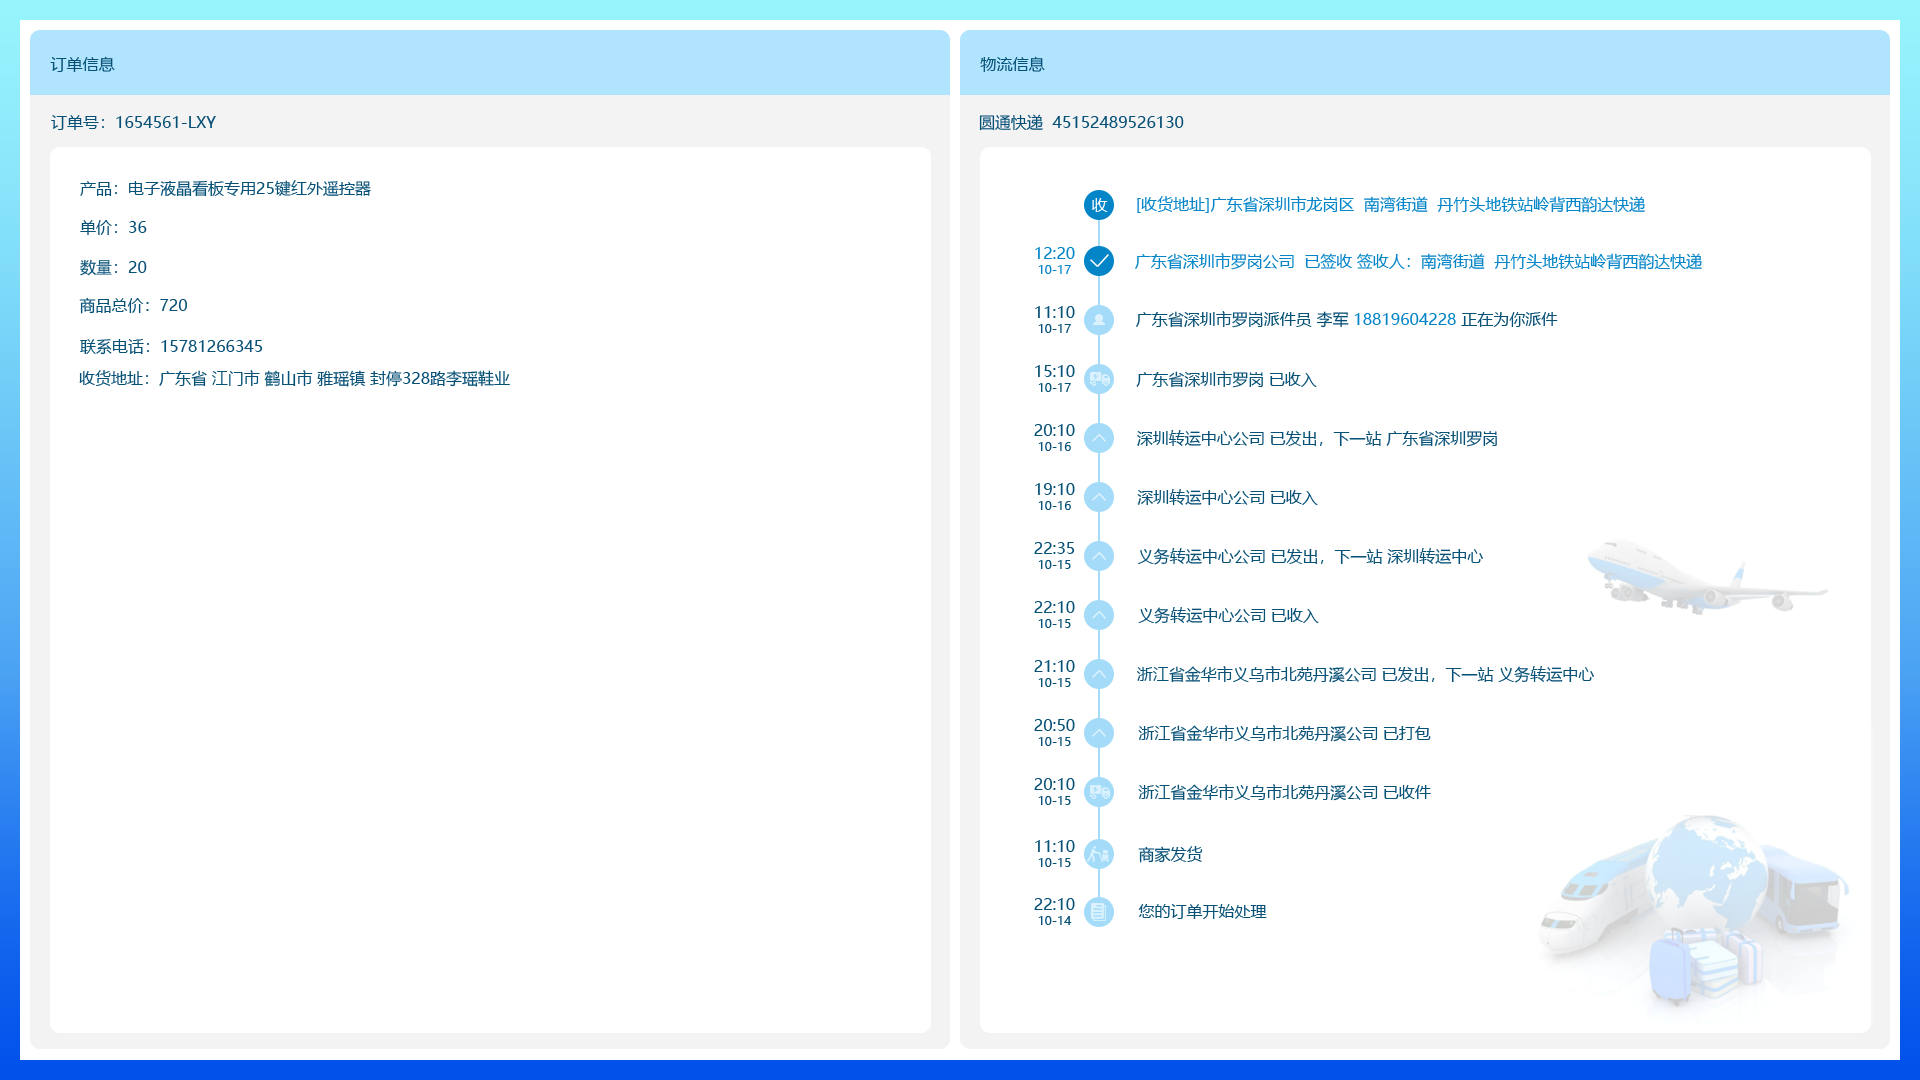 订单信息
订单号：1654561-LXY
产品：电子液晶看板专用25键红外遥控器
单价：36
数量：20
商品总价：720
联系电话：15781266345
收货地址：广东省 江门市 鹤山市 雅瑶镇 封停328路李瑶鞋业
物流信息
圆通快递 45152489526130
收 [收货地址]广东省深圳市龙岗区 南湾街道 丹竹头地铁站岭背西韵达快递
12:20 广东省深圳市罗岗公司 已签收 签收人：南湾街道 丹竹头地铁站岭背西韵达快递
10-17
11:10 广东省深圳市罗岗派件员 李军 18819604228 正在为你派件
10-17
15:10 广东省深圳市罗岗 已收入
10-17
20:10 深圳转运中心公司 已发出，下一站 广东省深圳罗岗
10-16
19:10 深圳转运中心公司 已收入
10-16
22:35 义务转运中心公司 已发出，下一站 深圳转运中心
10-15
22:10 义务转运中心公司 已收入
10-15
21:10 浙江省金华市义乌市北苑丹溪公司 已发出，下一站 义务转运中心
10-15
20:50 浙江省金华市义乌市北苑丹溪公司 已打包
10-15
20:10 浙江省金华市义乌市北苑丹溪公司 已收件
10-15
11:10 商家发货
10-15
22:10 您的订单开始处理
10-14